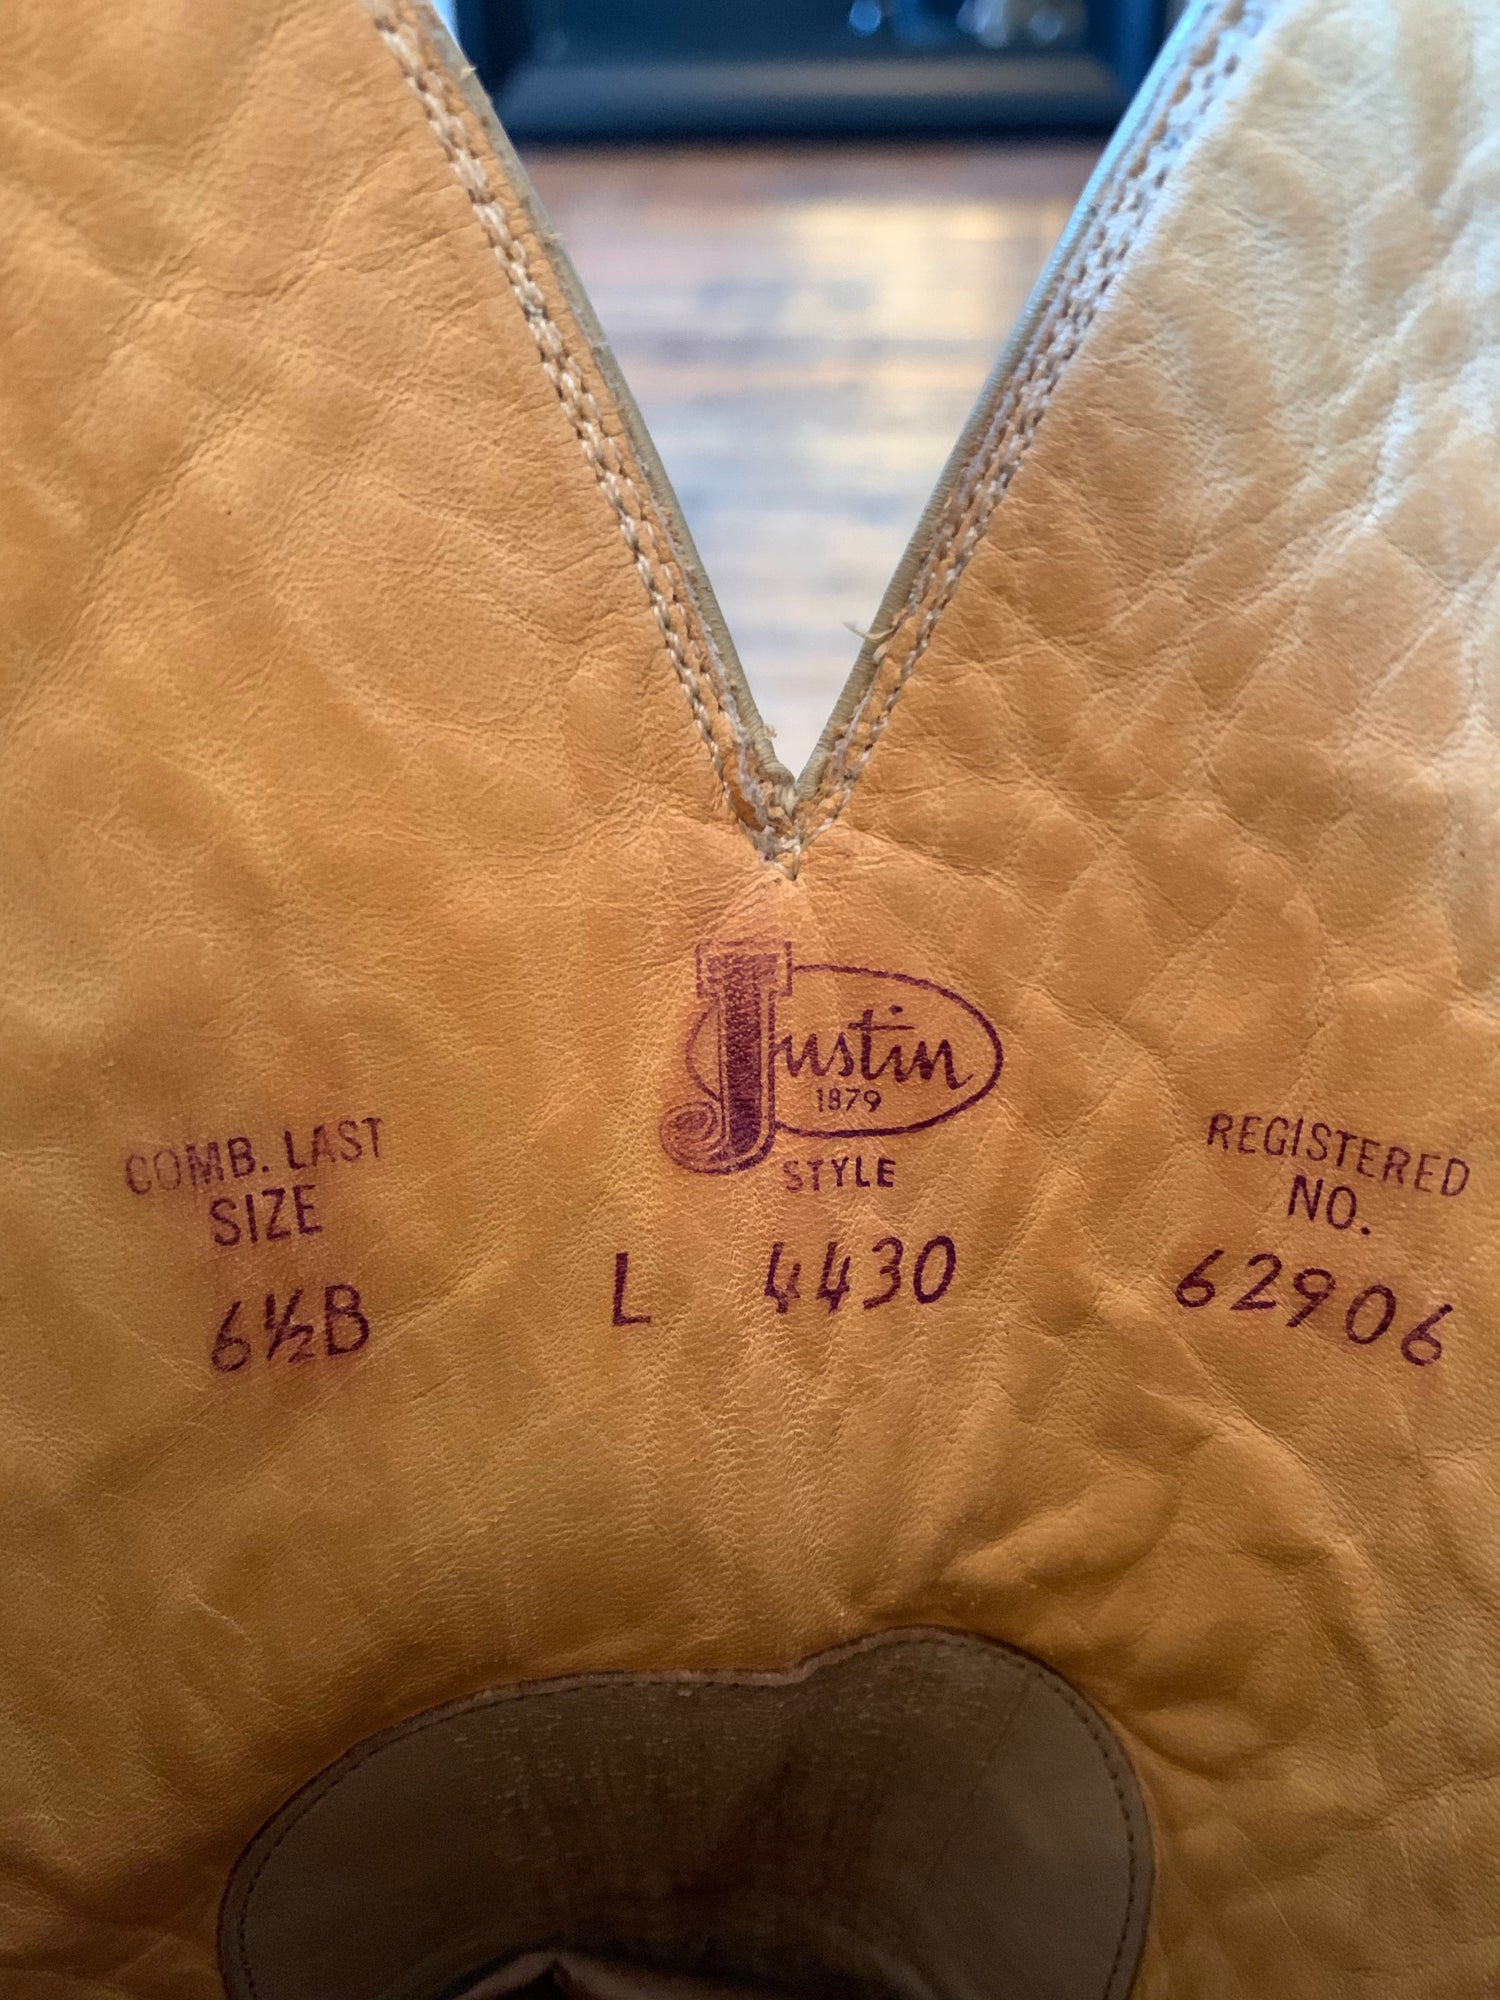 Justin
1879
STYLE
L 4430
COMB. LAST
SIZE
6½B
REGISTERED
NO.
62906